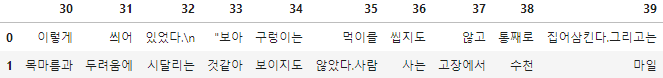 30 31 32 33 34 35 36 37 38 39
0 이렇게 씌어 있었다.\n "보아 구렁이는 먹이를 씹지도 않고 통째로 집어삼킨다.그리고는
1 목마름과 두려움에 시달리는 것같아 보이지도 않았다.사람 사는 고장에서 수천 마일